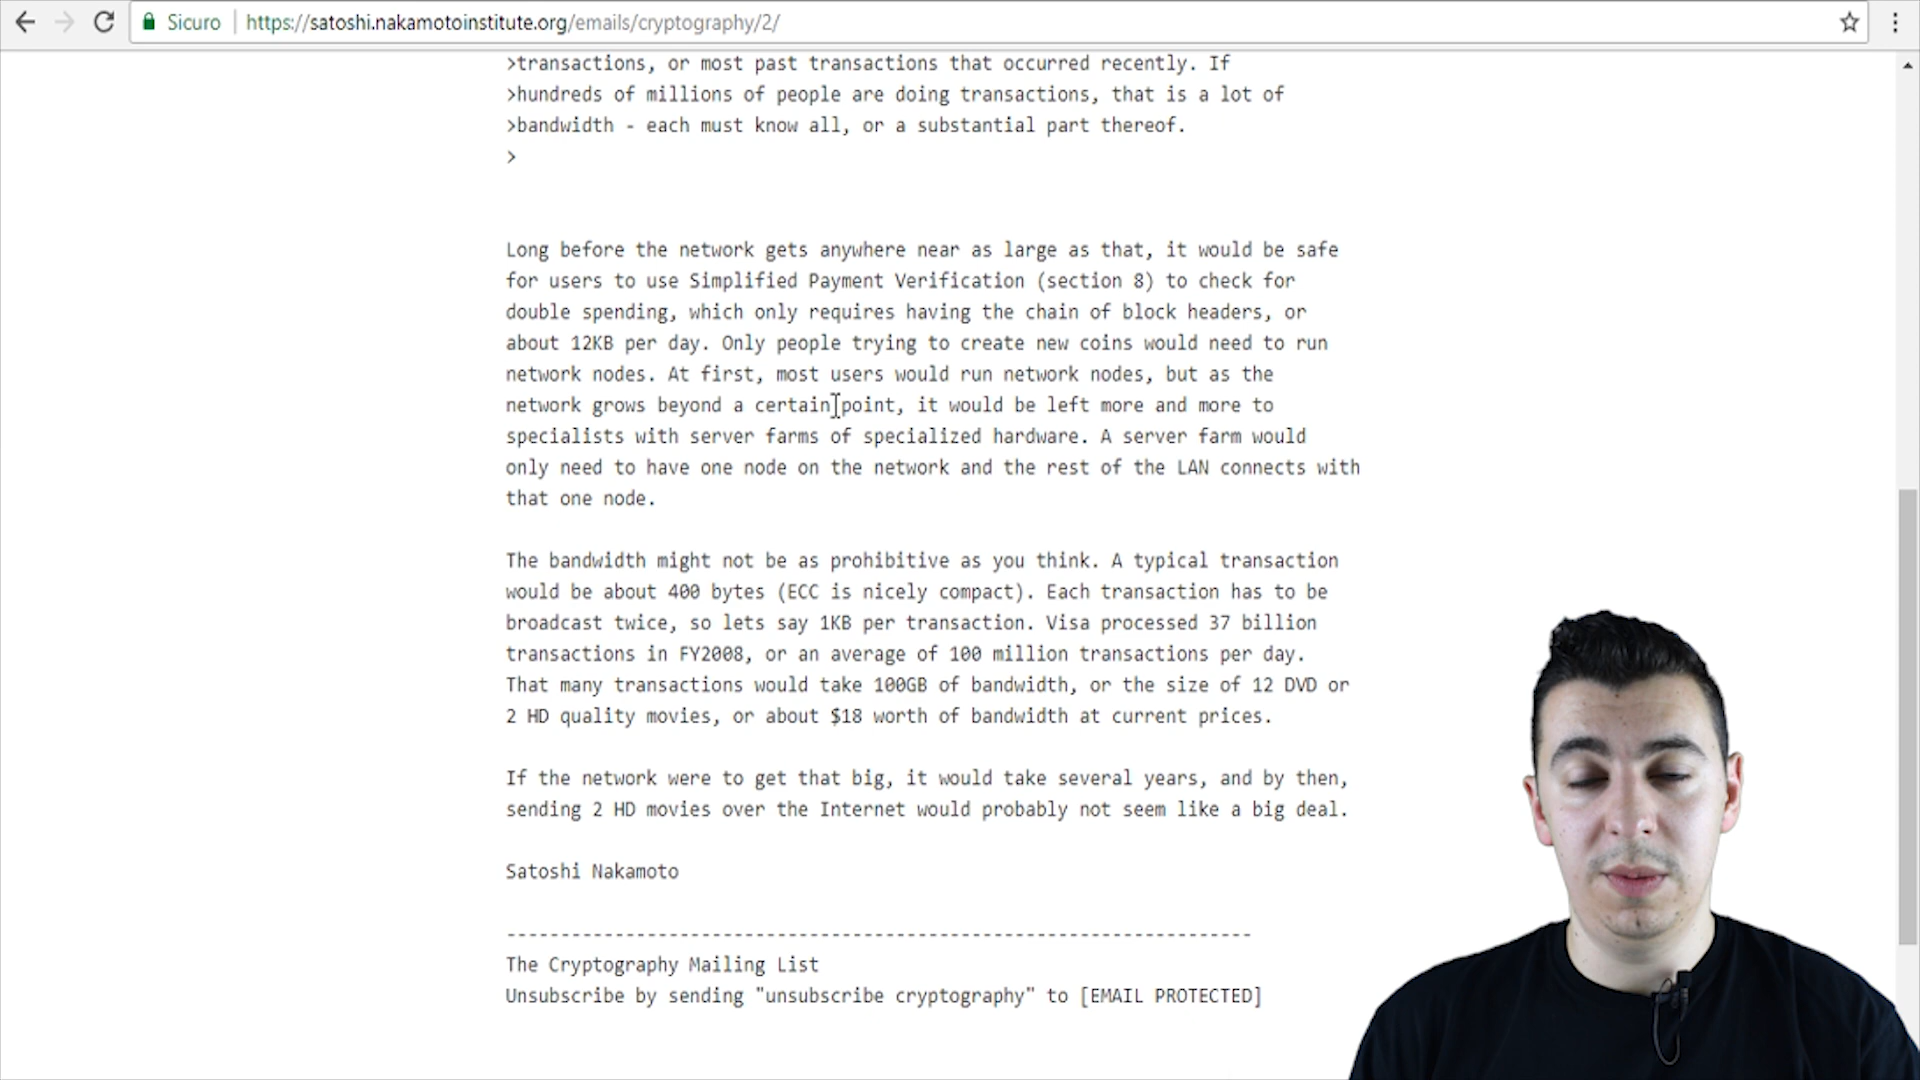 Sicuro
https://satoshi.nakamotoinstitute.org/emails/cryptography/2/
>transactions, or most past transactions that occurred recently. If
>hundreds of millions of people are doing transactions, that is a lot of
>bandwidth - each must know all, or a substantial part thereof.
>
Long before the network gets anywhere near as large as that, it would be safe
for users to use Simplified Payment Verification (section 8) to check for
double spending, which only requires having the chain of block headers, or
about 12KB per day. Only people trying to create new coins would need to run
network nodes. At first, most users would run network nodes, but as the
network grows beyond a certain point, it would be left more and more to
specialists with server farms of specialized hardware. A server farm would
only need to have one node on the network and the rest of the LAN connects with
that one node.
The bandwidth might not be as prohibitive as you think. A typical transaction
would be about 400 bytes (ECC is nicely compact). Each transaction has to be
broadcast twice, so lets say 1KB per transaction. Visa processed 37 billion
transactions in FY2008, or an average of 100 million transactions per day.
That many transactions would take 100GB of bandwidth, or the size of 12 DVD or
2 HD quality movies, or about $18 worth of bandwidth at current prices.
If the network were to get that big, it would take several years, and by then,
sending 2 HD movies over the Internet would probably not seem like a big deal.
Satoshi Nakamoto
---------------------------------------------------------------------
The Cryptography Mailing List
Unsubscribe by sending "unsubscribe cryptography" to [EMAIL PROTECTED]